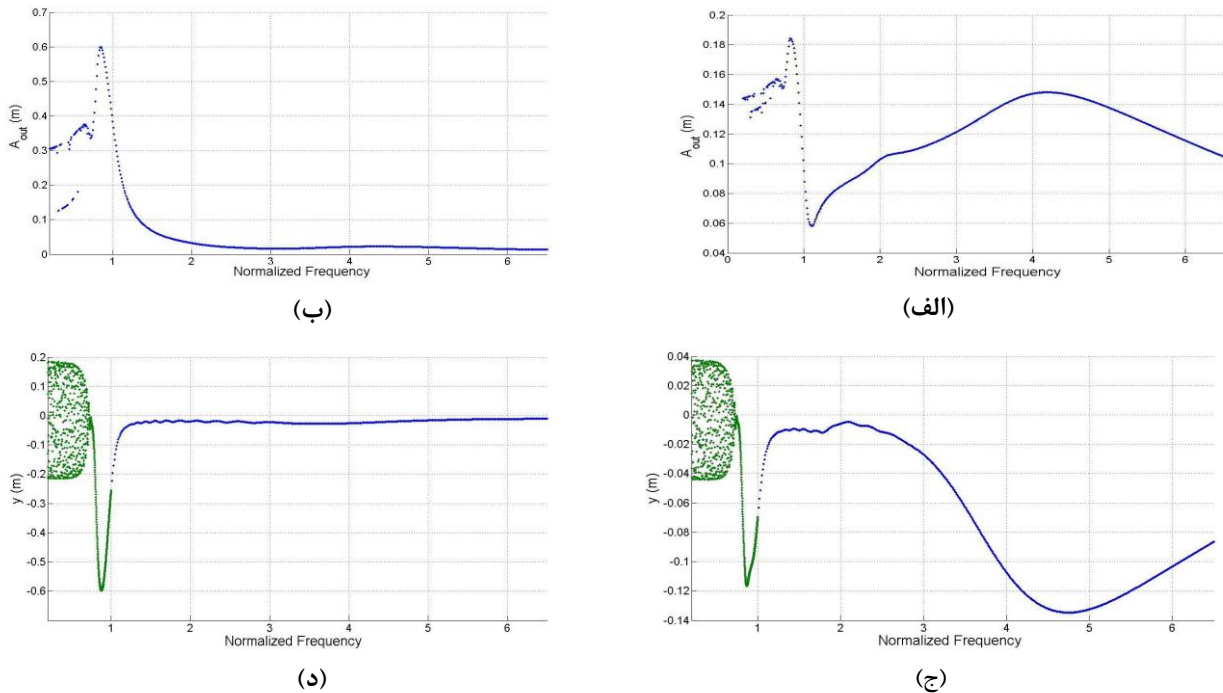 0.7
0.6
0.5
0.4
0.3
0.2
0.1
0
A_out (m)
1 2 3 4 5 6
Normalized Frequency
(ب)
0.2
0.18
0.16
0.14
0.12
0.1
0.08
0.06
0.04
A_out (m)
0 1 2 3 4 5 6
Normalized Frequency
(الف)
0.2
0.1
0
-0.1
-0.2
-0.3
-0.4
-0.5
-0.6
y (m)
1 2 3 4 5 6
Normalized Frequency
(د)
0.04
0.02
0
-0.02
-0.04
-0.06
-0.08
-0.1
-0.12
-0.14
y (m)
1 2 3 4 5 6
Normalized Frequency
(ج)